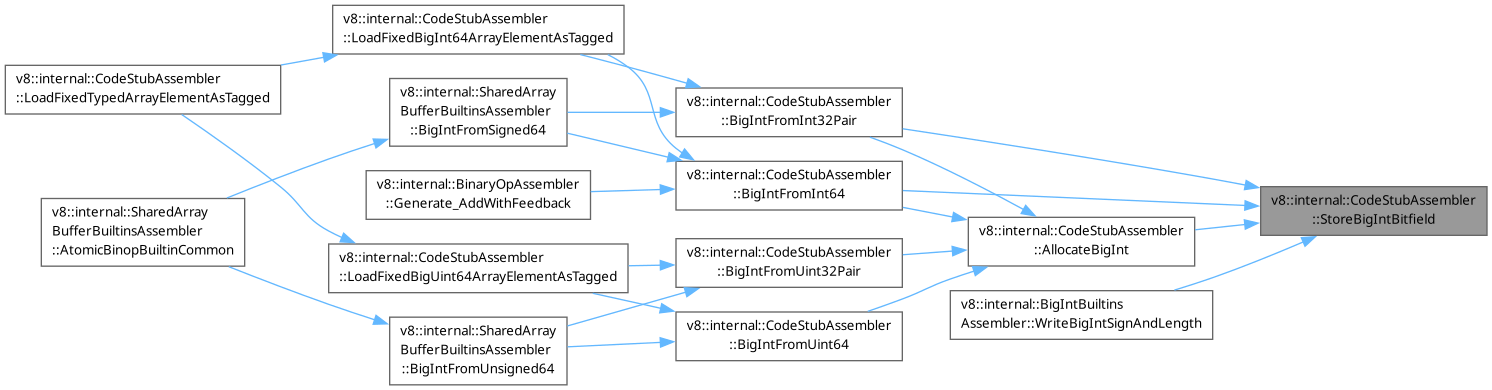 v8::internal::CodeStubAssembler
::LoadFixedBigInt64ArrayElementAsTagged
v8::internal::CodeStubAssembler
::LoadFixedTypedArrayElementAsTagged
v8::internal::SharedArray
BufferBuiltinsAssembler
::BigIntFromSigned64
v8::internal::CodeStubAssembler
::BigIntFromInt32Pair
v8::internal::BinaryOpAssembler
::Generate_AddWithFeedback
v8::internal::CodeStubAssembler
::BigIntFromInt64
v8::internal::CodeStubAssembler
::StoreBigIntBitfield
v8::internal::SharedArray
BufferBuiltinsAssembler
::AtomicBinopBuiltinCommon
v8::internal::CodeStubAssembler
::AllocateBigInt
v8::internal::CodeStubAssembler
::LoadFixedBigUint64ArrayElementAsTagged
v8::internal::CodeStubAssembler
::BigIntFromUint32Pair
v8::internal::BigIntBuiltins
Assembler::WriteBigIntSignAndLength
v8::internal::SharedArray
BufferBuiltinsAssembler
::BigIntFromUnsigned64
v8::internal::CodeStubAssembler
::BigIntFromUint64